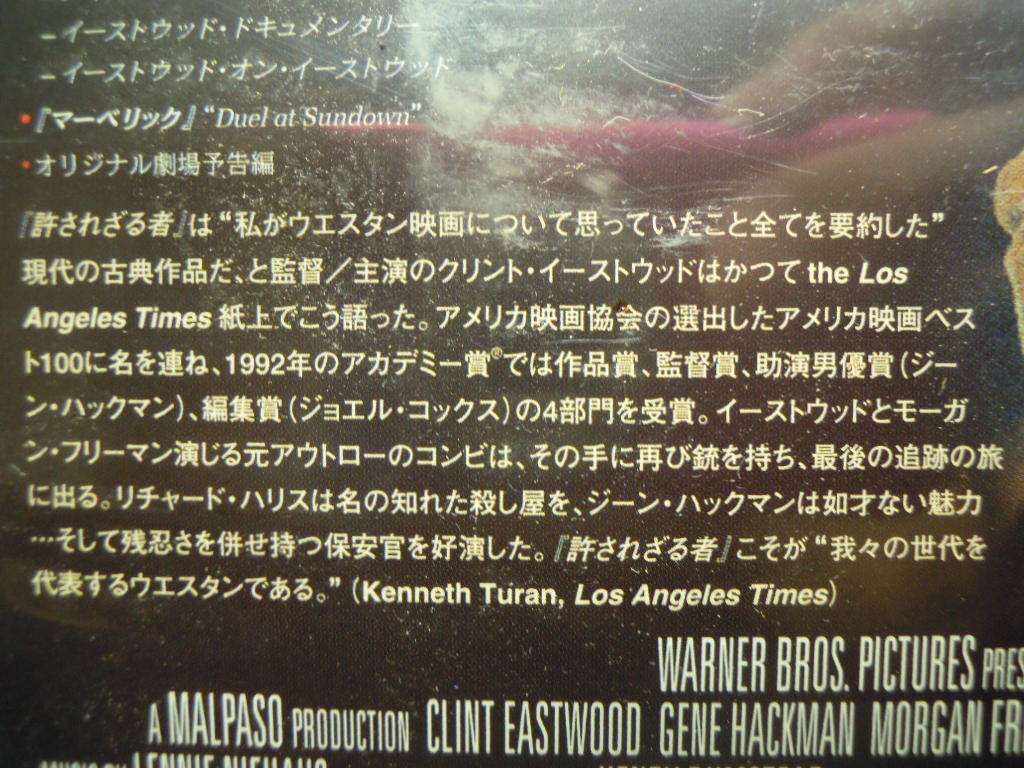 –イーストウッド・ドキュメンタリー
–イーストウッド・オン・イーストウッド
•『マーベリック』“Duel at Sundown”
•オリジナル劇場予告編
『許されざる者』は“私がウエスタン映画について思っていたこと全てを要約した”
現代の古典作品だ、と監督／主演のクリント・イーストウッドはかつて the Los
Angeles Times 紙上でこう語った。アメリカ映画協会の選出したアメリカ映画ベス
ト100に名を連ね、1992年のアカデミー賞®では作品賞、監督賞、助演男優賞（ジー
ン・ハックマン）、編集賞（ジョエル・コックス）の4部門を受賞。イーストウッドとモーガ
ン・フリーマン演じる元アウトローのコンビは、その手に再び銃を持ち、最後の追跡の旅
に出る。リチャード・ハリスは名の知れた殺し屋を、ジーン・ハックマンは如才ない魅力
…そして残忍さを併せ持つ保安官を好演した。『許されざる者』こそが“我々の世代を
代表するウエスタンである。”（Kenneth Turan, Los Angeles Times）
WARNER BROS. PICTURES PRES
A MALPASO PRODUCTION CLINT EASTWOOD GENE HACKMAN MORGAN FR
LENNIE NIEHAUS